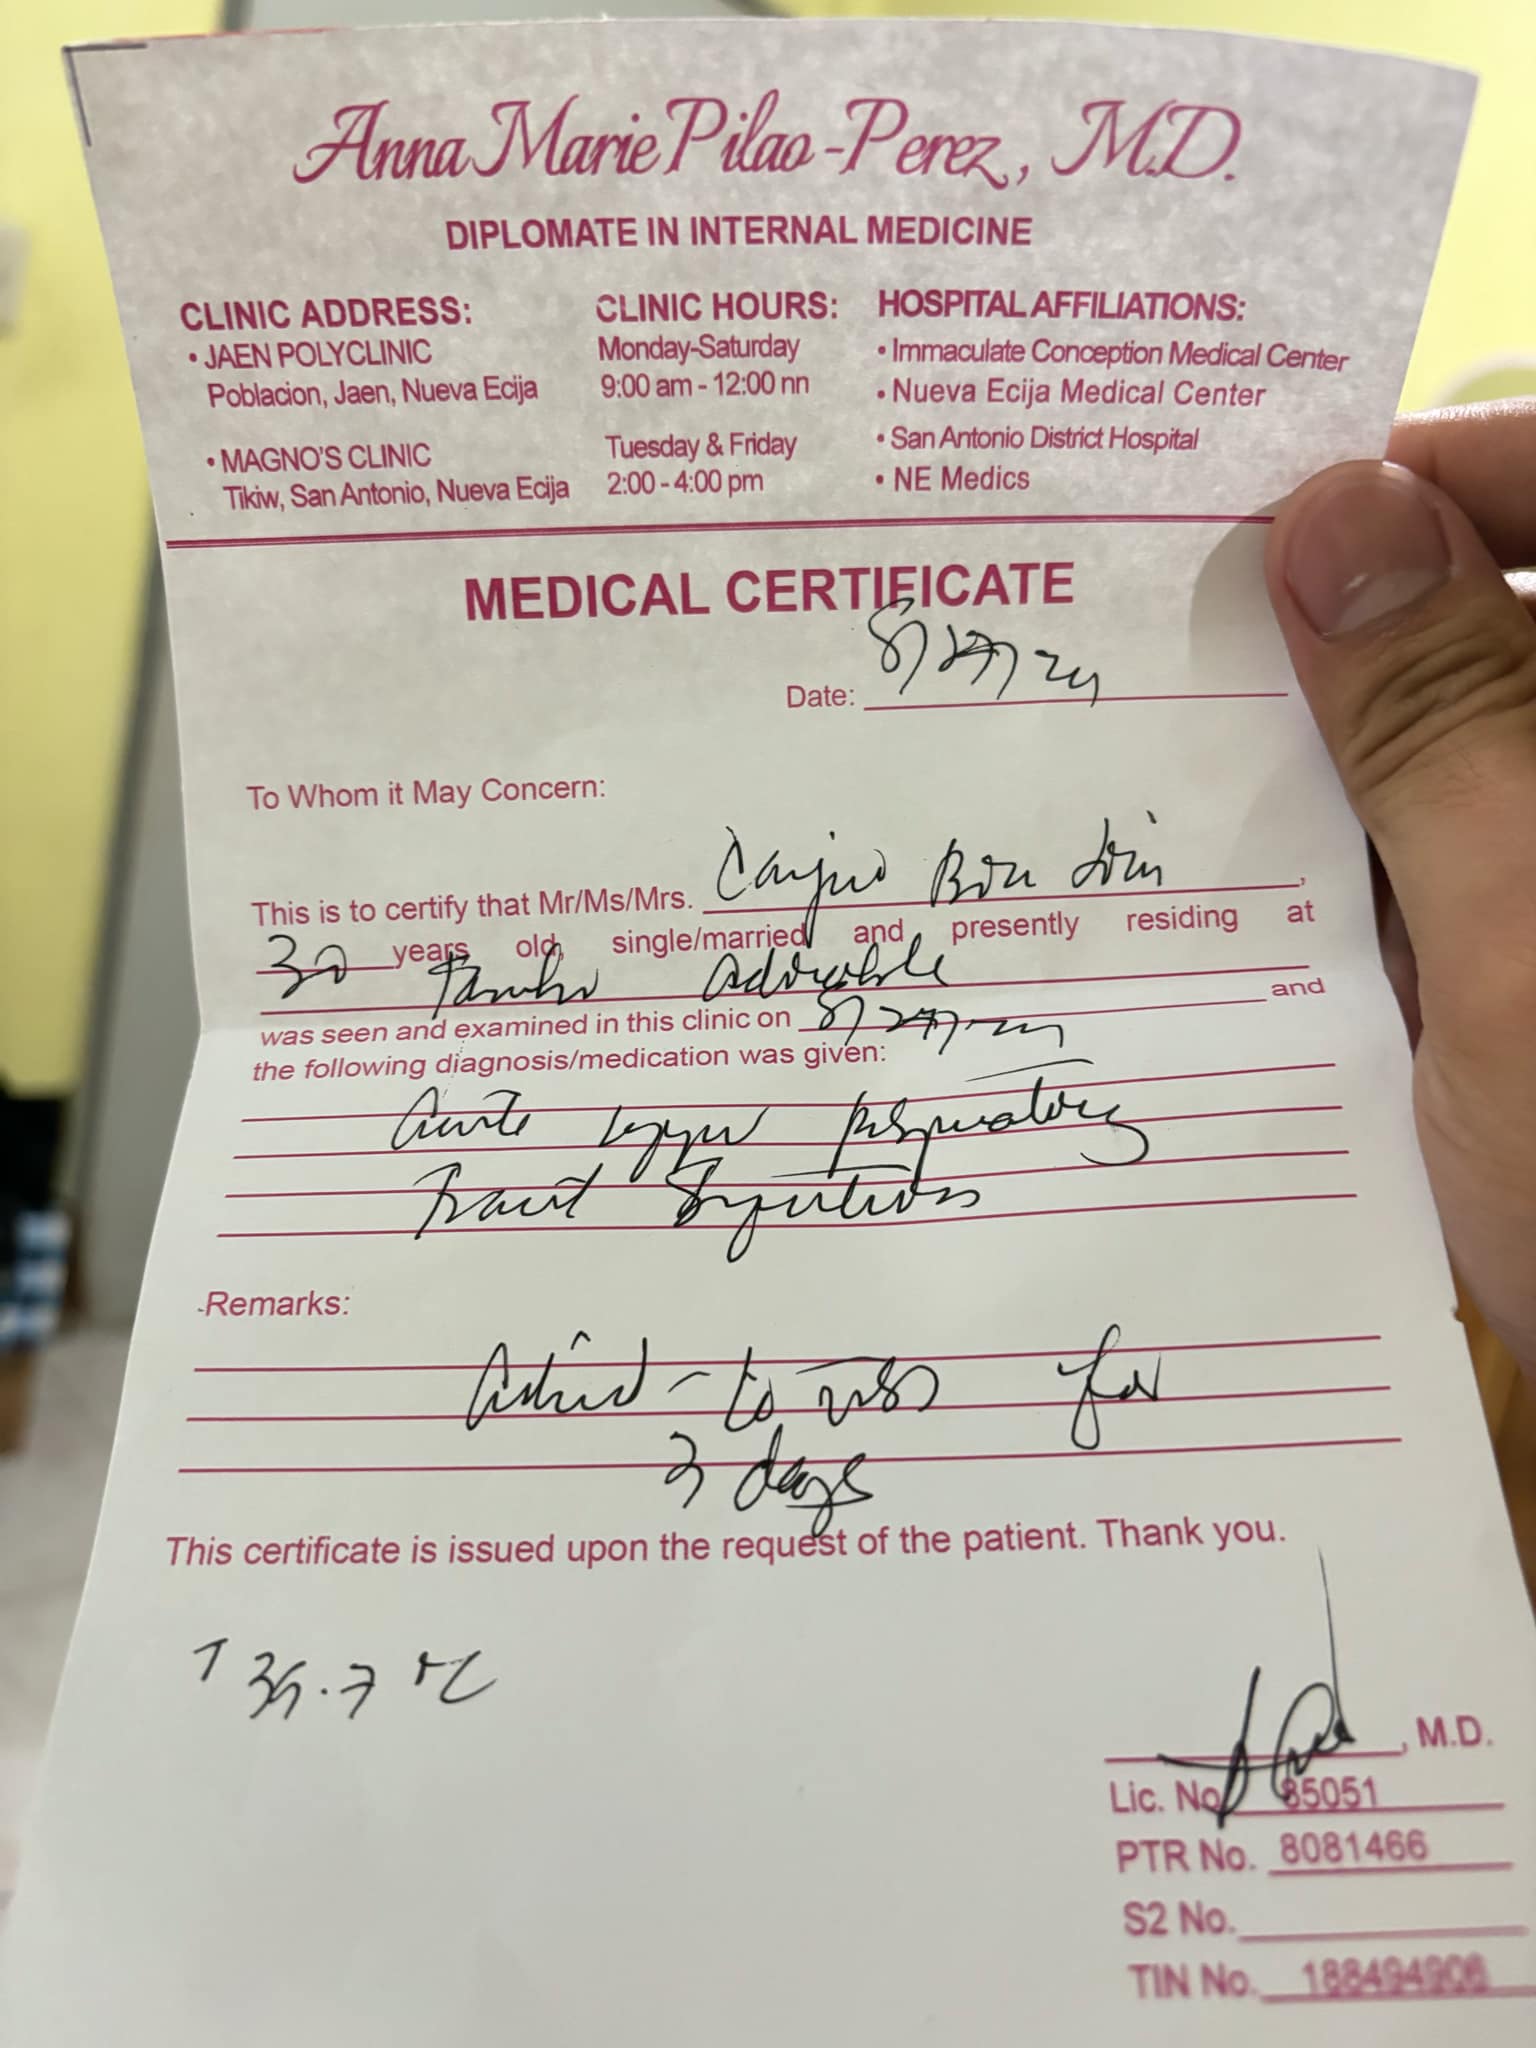 Anna Marie Pilao-Perez, M.D.
DIPLOMATE IN INTERNAL MEDICINE
CLINIC ADDRESS:
• JAEN POLYCLINIC
Poblacion, Jaen, Nueva Ecija
• MAGNO'S CLINIC
Tikiw, San Antonio, Nueva Ecija
CLINIC HOURS:
Monday-Saturday
9:00 am - 12:00 nn
Tuesday & Friday
2:00 - 4:00 pm
HOSPITAL AFFILIATIONS:
• Immaculate Conception Medical Center
• Nueva Ecija Medical Center
• San Antonio District Hospital
• NE Medics
MEDICAL CERTIFICATE
Date: 8/27/24
To Whom it May Concern:
This is to certify that Mr/Ms/Mrs.
30 years old, single/married and presently residing at
was seen and examined in this clinic on 8/27/24 and
the following diagnosis/medication was given:
Acute upper respiratory
Tract Infection
Remarks:
Advised to rest for
3 days
This certificate is issued upon the request of the patient. Thank you.
T 36.7 °C
, M.D.
Lic. No. 85051
PTR No. 8081466
S2 No.
TIN No. 188494906